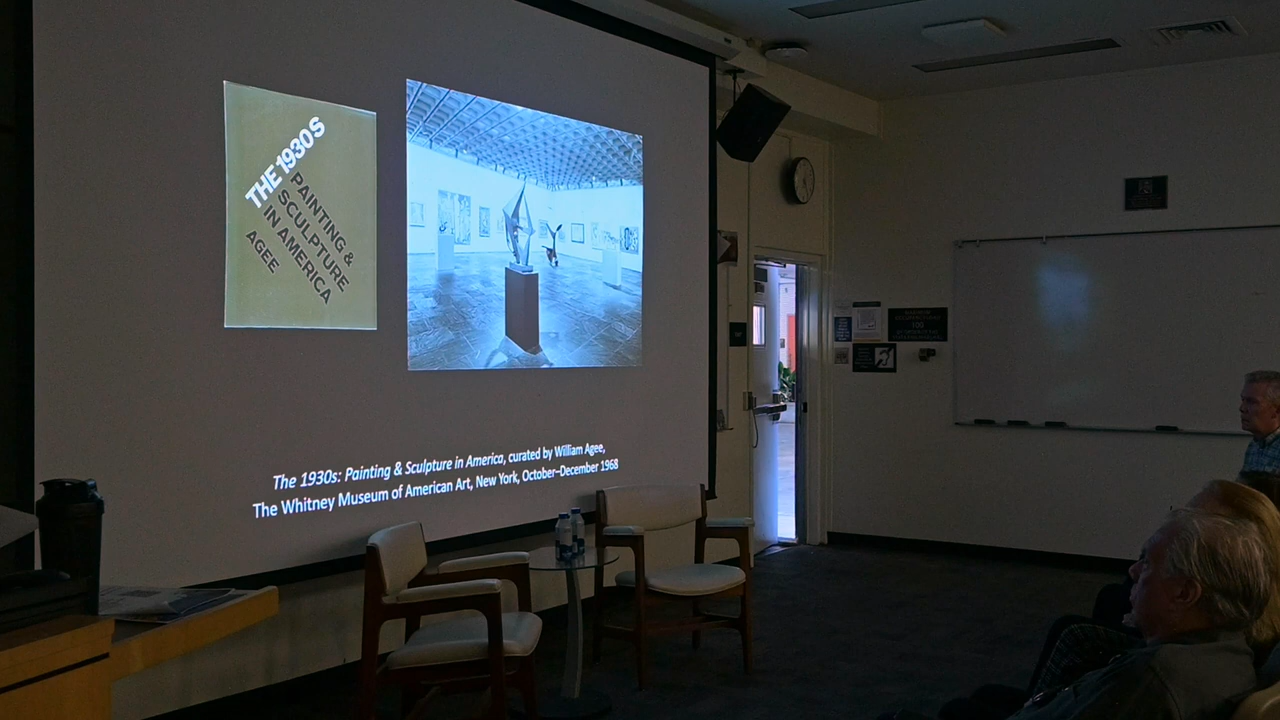 THE 1930s
PAINTING &
SCULPTURE
IN AMERICA
AGEE
The 1930s: Painting & Sculpture in America, curated by William Agee,
The Whitney Museum of American Art, New York, October–December 1968
100